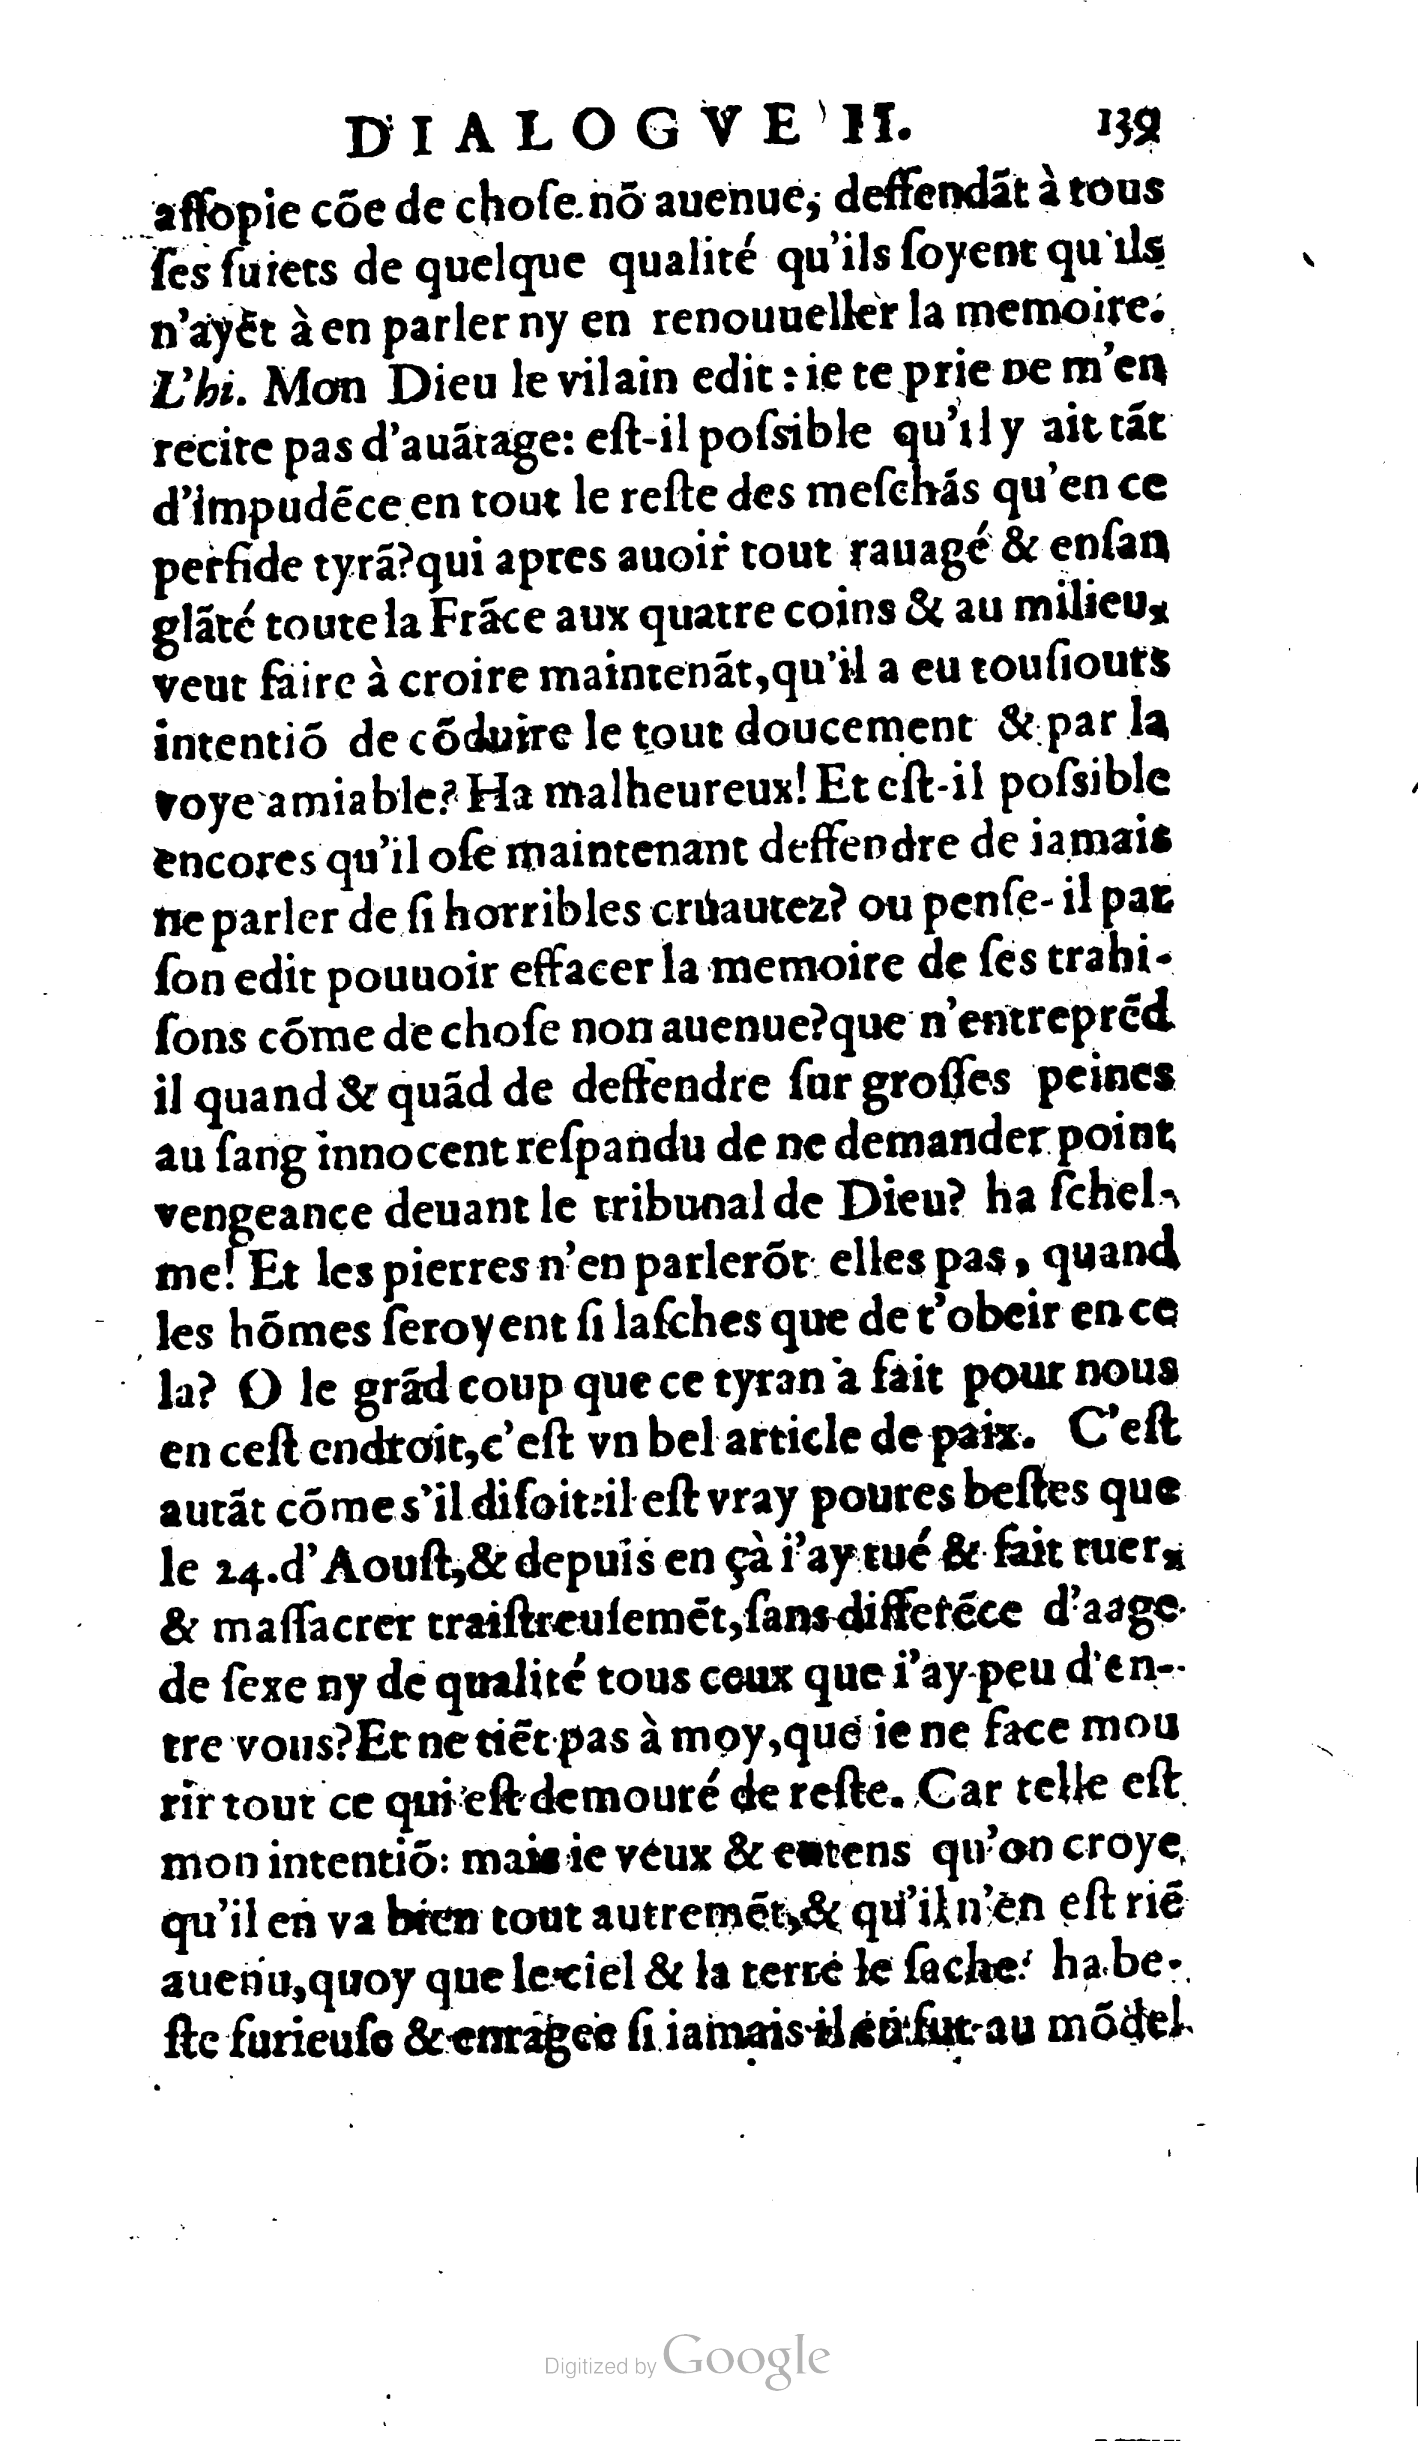 DIALOGVE II. 139
assopie cõe de chose nõ auenue, deffendãt à tous
ses suiets de quelque qualité qu'ils soyent qu'ils
n'ayẽt à en parler ny en renouueller la memoire.
L'hi. Mon Dieu le vilain edit : ie te prie ne m'en
recite pas d'auãtage: est-il possible qu'il y ait tãt
d'impudẽce en tout le reste des meschãs qu'en ce
perfide tyrã? qui apres auoir tout rauagé & ensan
glãté toute la Frãce aux quatre coins & au milieu,
veut faire à croire maintenãt, qu'il a eu tousiours
intentiõ de cõduire le tout doucement & par la
voye amiable? Ha malheureux! Et est-il possible
encores qu'il ose maintenant deffendre de iamais
ne parler de si horribles cruautez? ou pense-il par
son edit pouuoir effacer la memoire de ses trahi-
sons cõme de chose non auenue? que n'entreprẽd
il quand & quãd de deffendre sur grosses peines
au sang innocent respandu de ne demander point
vengeance deuant le tribunal de Dieu? ha schel-
me! Et les pierres n'en parlerõt elles pas, quand
les hõmes seroyent si lasches que de t'obeir en ce
la? O le grãd coup que ce tyran a fait pour nous
en cest endroit, c'est vn bel article de paix. C'est
autãt cõme s'il disoit: il est vray poures bestes que
le 24. d'Aoust, & depuis en çà i'ay tué & fait tuer,
& massacrer traistreusemẽt, sans differẽce d'aage
de sexe ny de qualité tous ceux que i'ay peu d'en-
tre vous? Et ne tiẽt pas à moy, que ie ne face mou
rir tout ce qui est demouré de reste. Car telle est
mon intentiõ: mais ie veux & entens qu'on croye
qu'il en va bien tout autremẽt, & qu'il n'en est riẽ
auenu, quoy que le ciel & la terre le sache. ha be-
ste furieuse & enragee si iamais il en fut au mõde!
Digitized by Google